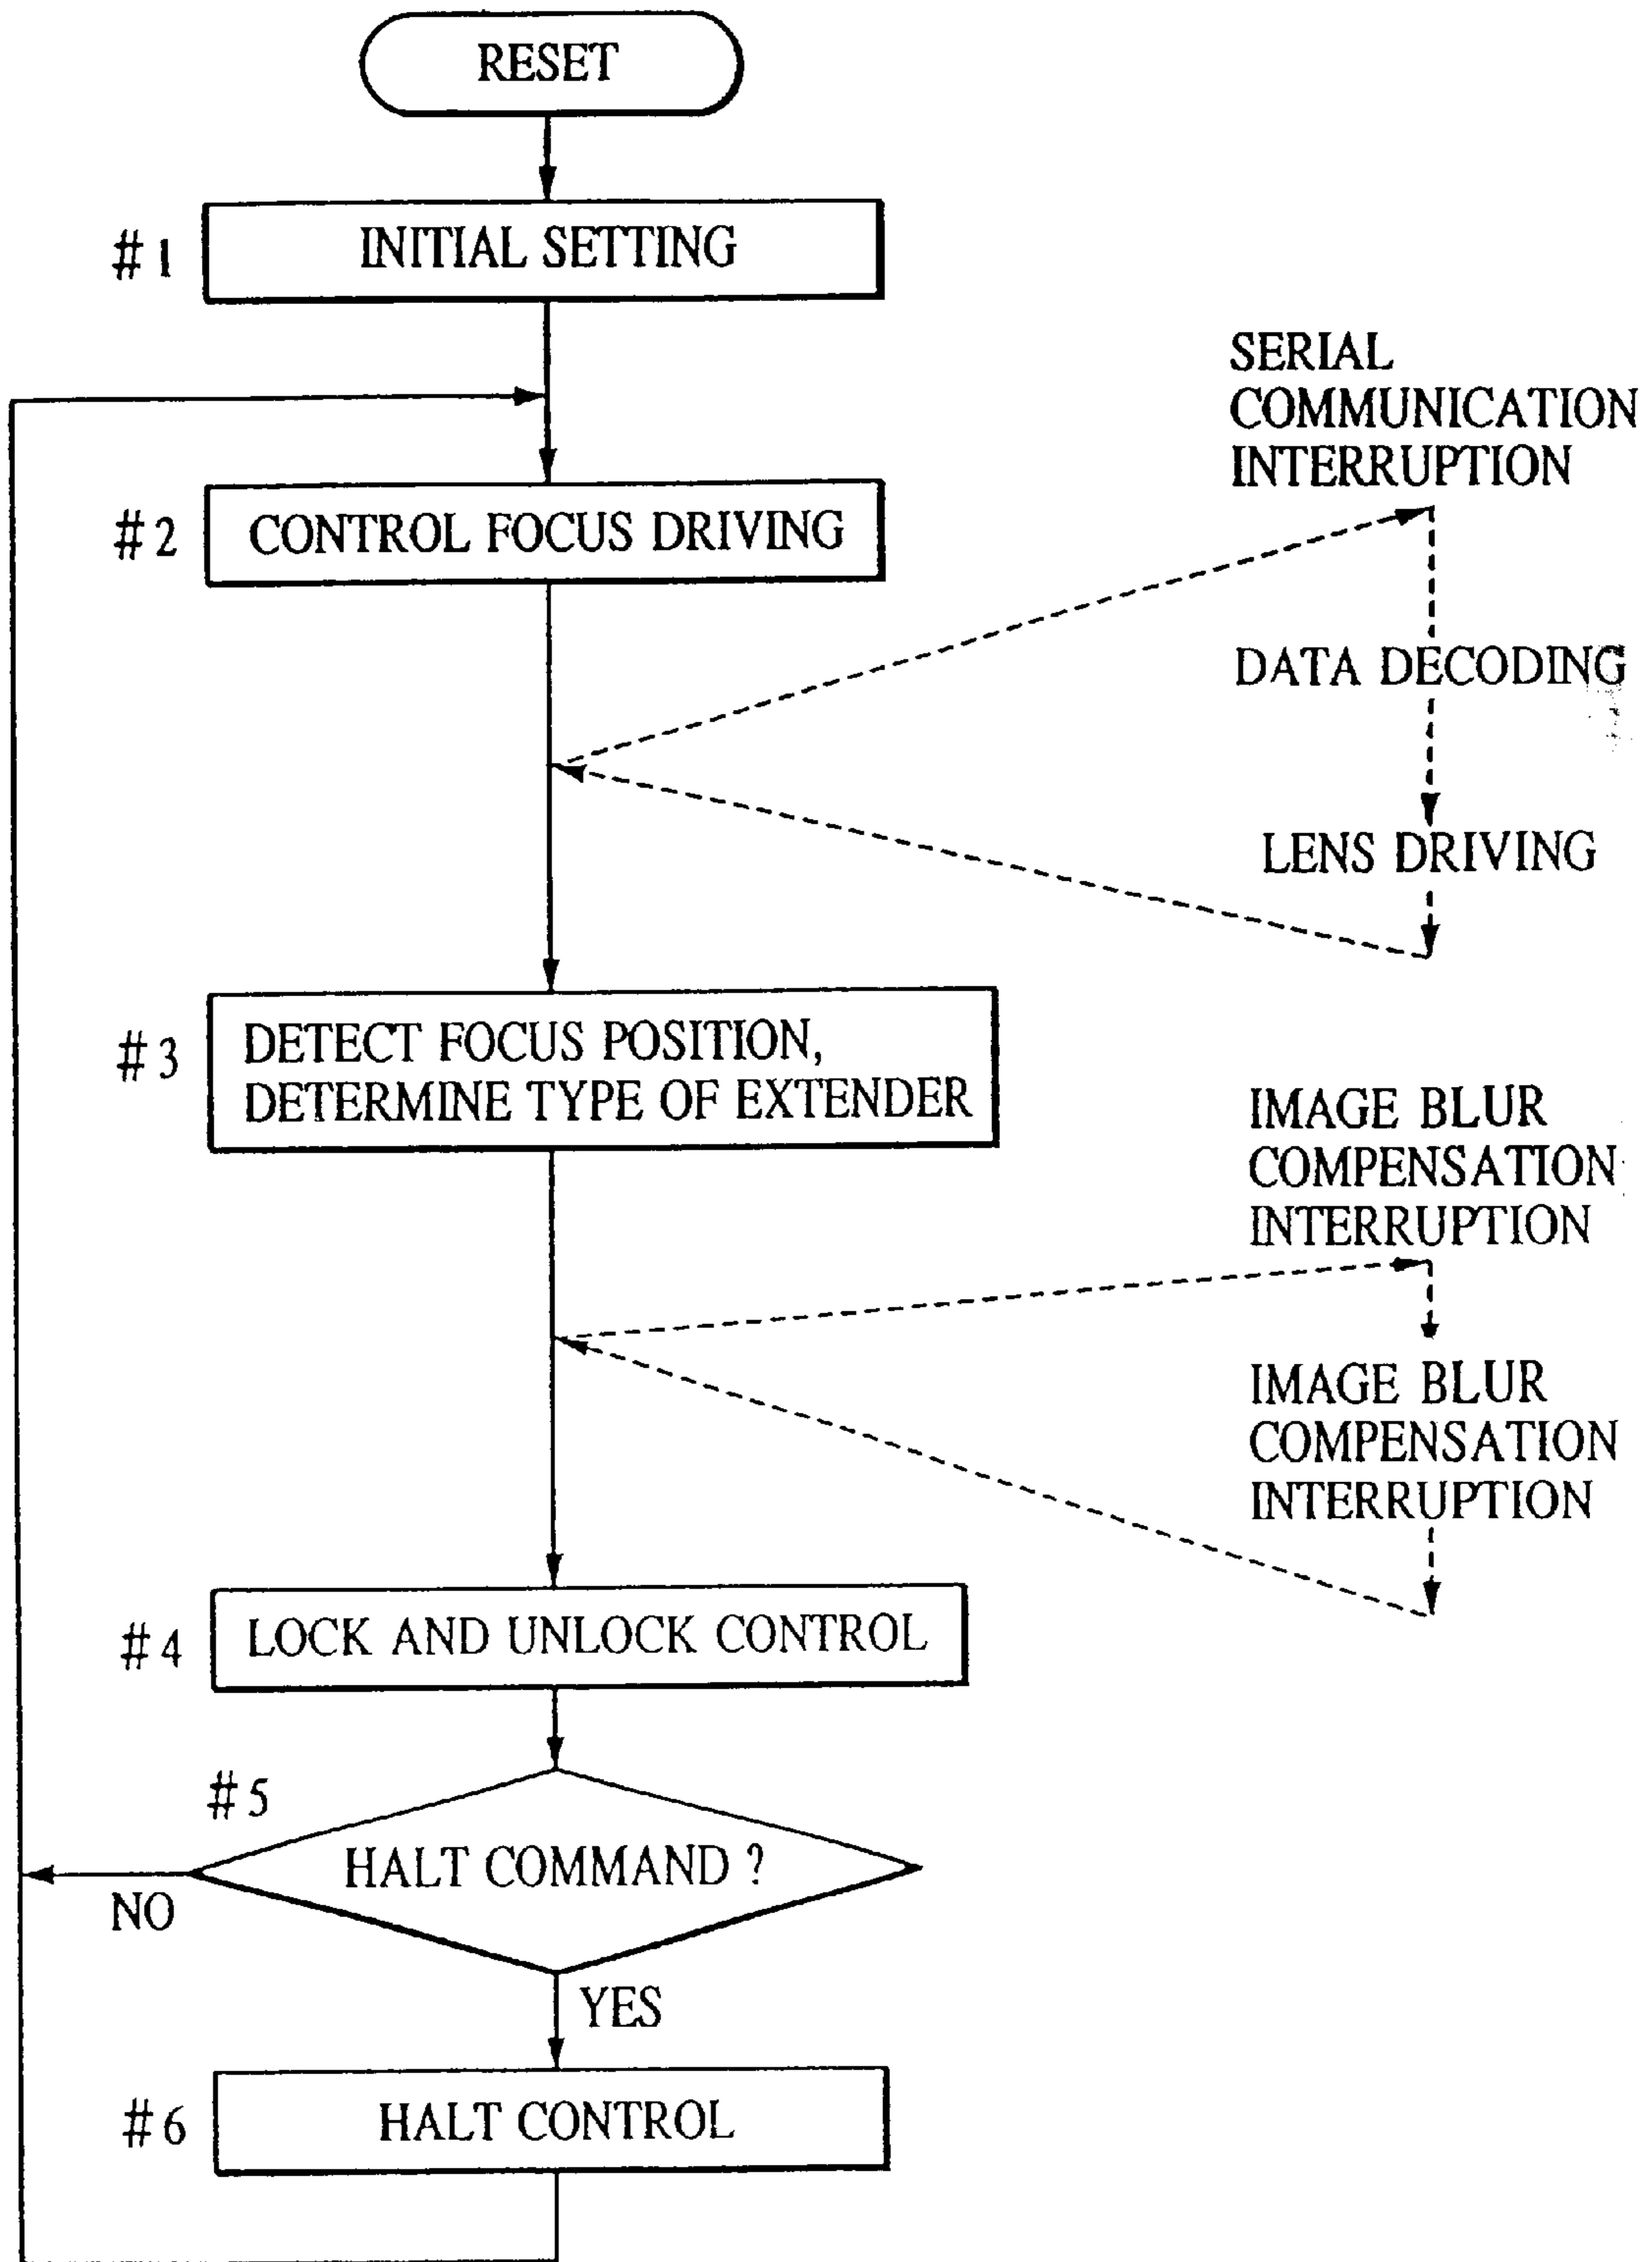 RESET
#1
INITIAL SETTING
SERIAL
COMMUNICATION
INTERRUPTION
#2
CONTROL FOCUS DRIVING
DATA DECODING
LENS DRIVING
#3
DETECT FOCUS POSITION,
DETERMINE TYPE OF EXTENDER
IMAGE BLUR
COMPENSATION
INTERRUPTION
IMAGE BLUR
COMPENSATION
INTERRUPTION
#4
LOCK AND UNLOCK CONTROL
#5
HALT COMMAND ?
NO
YES
#6
HALT CONTROL